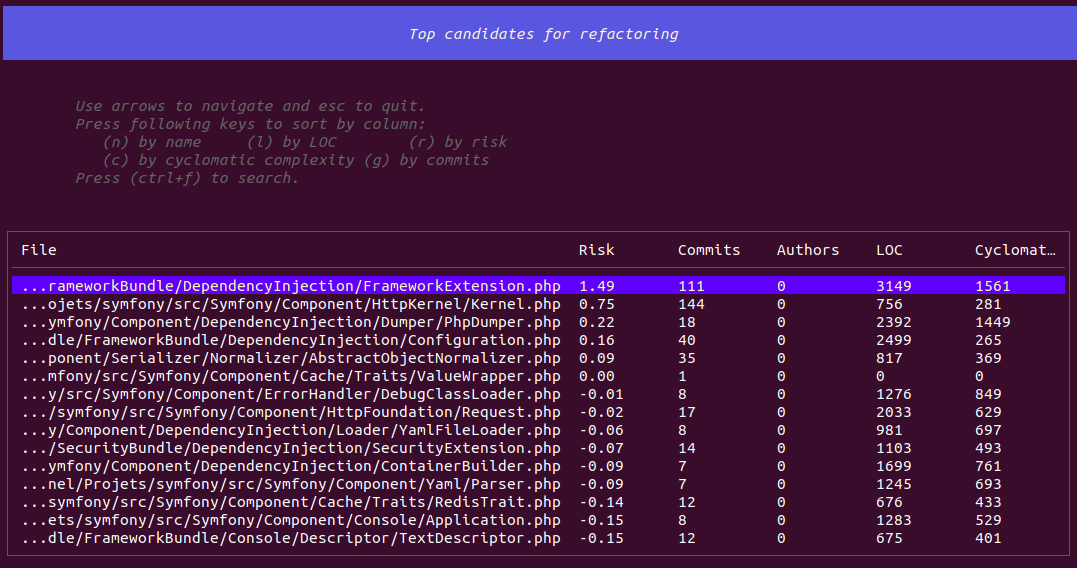 Top candidates for refactoring
Use arrows to navigate and esc to quit.
Press following keys to sort by column:
(n) by name (l) by LOC (r) by risk
(c) by cyclomatic complexity (g) by commits
Press (ctrl+f) to search.
File Risk Commits Authors LOC Cyclomat…
...rameworkBundle/DependencyInjection/FrameworkExtension.php 1.49 111 0 3149 1561
...ojets/symfony/src/Symfony/Component/HttpKernel/Kernel.php 0.75 144 0 756 281
...ymfony/Component/DependencyInjection/Dumper/PhpDumper.php 0.22 18 0 2392 1449
...dle/FrameworkBundle/DependencyInjection/Configuration.php 0.16 40 0 2499 265
...ponent/Serializer/Normalizer/AbstractObjectNormalizer.php 0.09 35 0 817 369
...mfony/src/Symfony/Component/Cache/Traits/ValueWrapper.php 0.00 1 0 0 0
...y/src/Symfony/Component/ErrorHandler/DebugClassLoader.php -0.01 8 0 1276 849
.../symfony/src/Symfony/Component/HttpFoundation/Request.php -0.02 17 0 2033 629
...y/Component/DependencyInjection/Loader/YamlFileLoader.php -0.06 8 0 981 697
.../SecurityBundle/DependencyInjection/SecurityExtension.php -0.07 14 0 1103 493
...ymfony/Component/DependencyInjection/ContainerBuilder.php -0.09 7 0 1699 761
...nel/Projets/symfony/src/Symfony/Component/Yaml/Parser.php -0.09 7 0 1245 693
...symfony/src/Symfony/Component/Cache/Traits/RedisTrait.php -0.14 12 0 676 433
...ets/symfony/src/Symfony/Component/Console/Application.php -0.15 8 0 1283 529
...dle/FrameworkBundle/Console/Descriptor/TextDescriptor.php -0.15 12 0 675 401